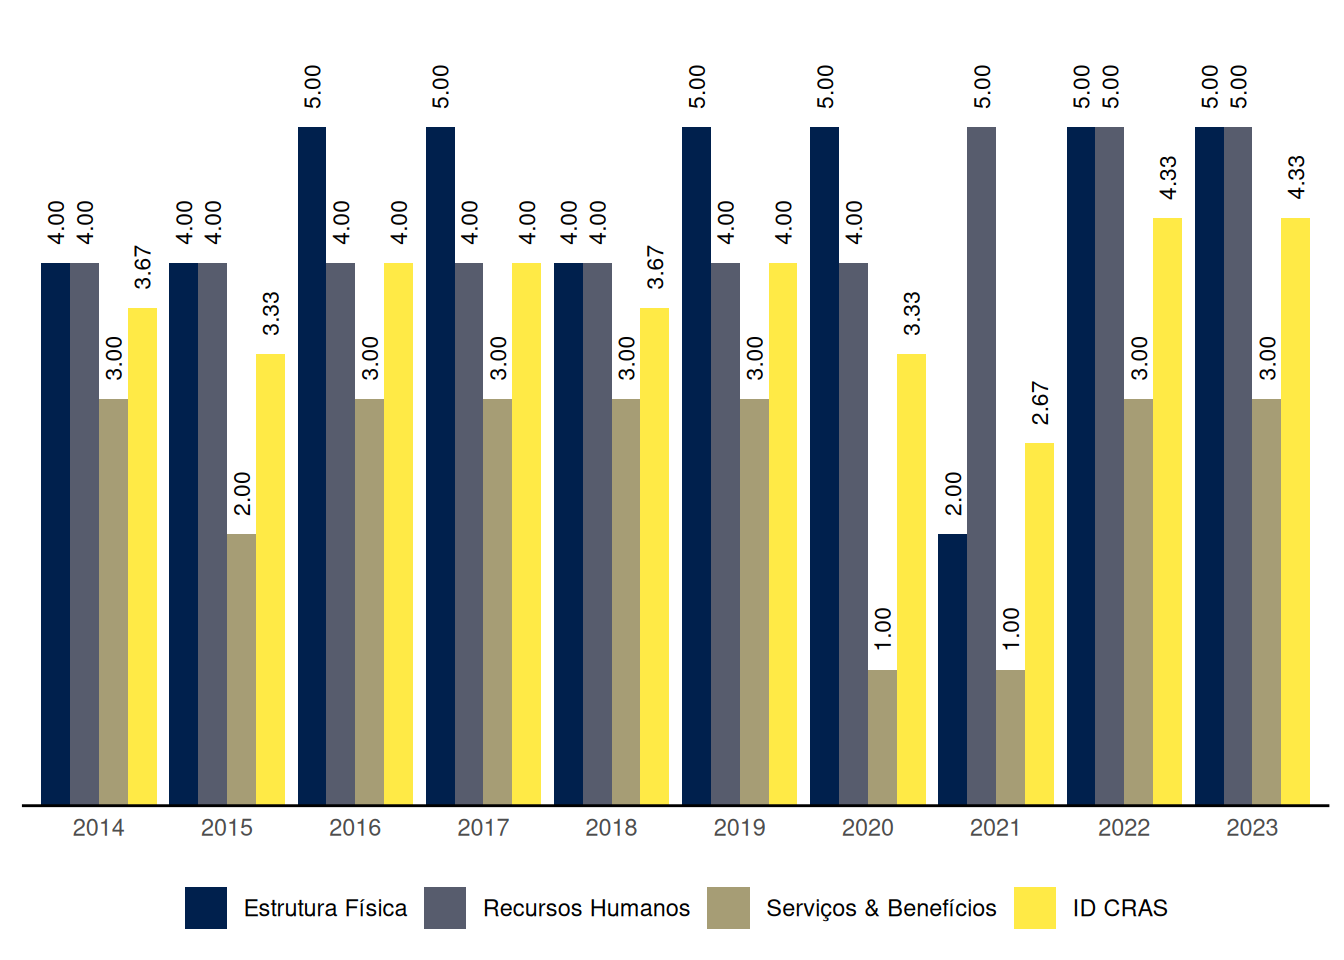 5.00 5.00 5.00 5.00 5.00 5.00 5.00 5.00 5.00
4.33 4.33
4.00 4.00 4.00 4.00 4.00 4.00 4.00 4.00 4.00 4.00 4.00 4.00 4.00
3.67 3.67
3.33 3.33
3.00 3.00 3.00 3.00 3.00 3.00 3.00
2.67
2.00 2.00
1.00 1.00
2014 2015 2016 2017 2018 2019 2020 2021 2022 2023
Estrutura Física Recursos Humanos Serviços & Benefícios ID CRAS